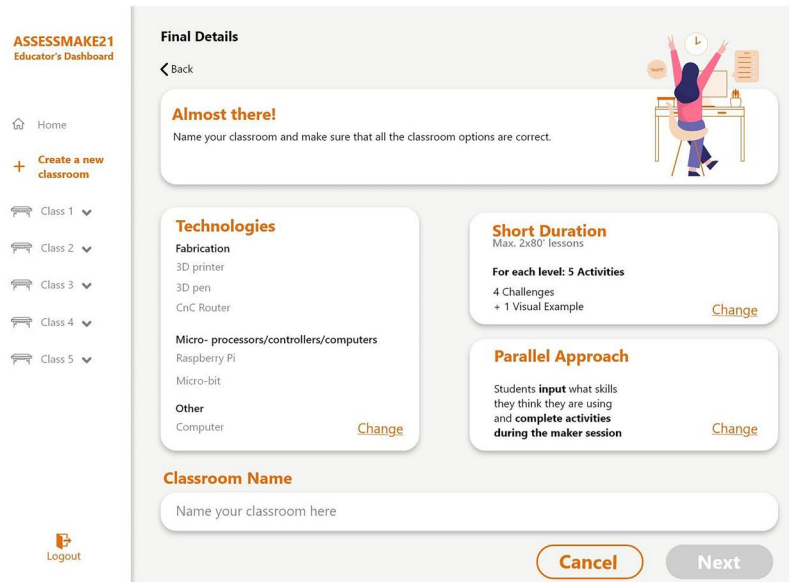 ASSESSMAKE21
Educator's Dashboard
Home
Create a new
classroom
Class 1
Class 2
Class 3
Class 4
Class 5
Logout
Final Details
Back
Almost there!
Name your classroom and make sure that all the classroom options are correct.
Technologies
Fabrication
3D printer
3D pen
CnC Router
Micro- processors/controllers/computers
Raspberry Pi
Micro-bit
Other
Computer
Change
Short Duration
Max. 2x80' lessons
For each level: 5 Activities
4 Challenges
+ 1 Visual Example
Change
Parallel Approach
Students input what skills
they think they are using
and complete activities
during the maker session
Change
Classroom Name
Name your classroom here
Cancel
Next